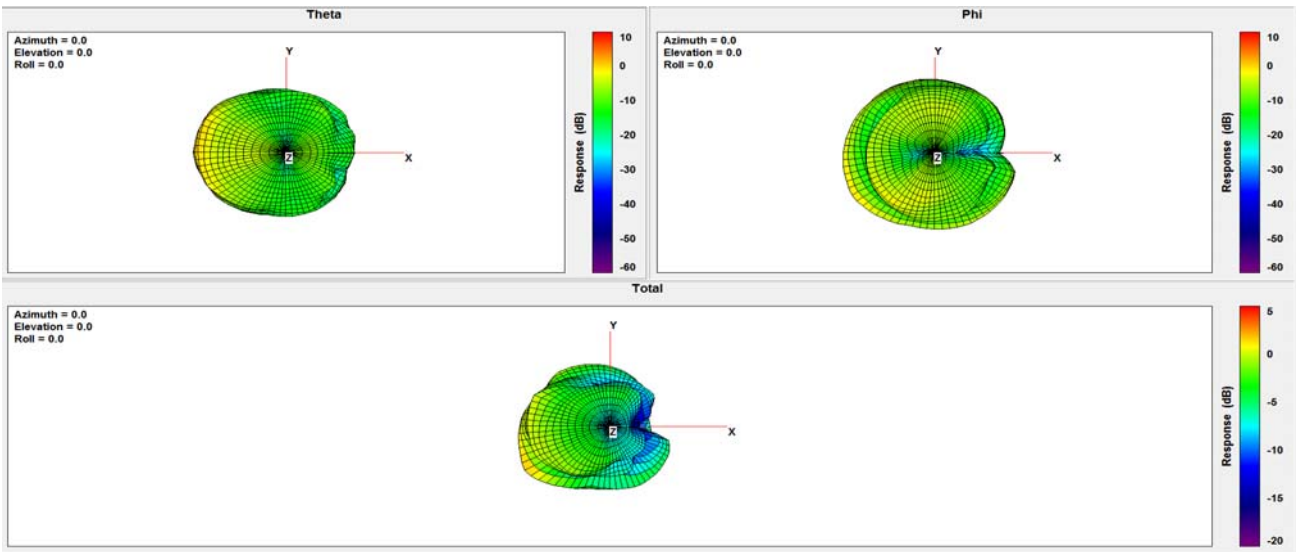 Theta
Azimuth = 0.0
Elevation = 0.0
Roll = 0.0
Y
X
Z
10
0
-10
-20
-30
-40
-50
-60
Response (dB)
Phi
Azimuth = 0.0
Elevation = 0.0
Roll = 0.0
Y
X
Z
10
0
-10
-20
-30
-40
-50
-60
Response (dB)
Total
Azimuth = 0.0
Elevation = 0.0
Roll = 0.0
Y
X
Z
5
0
-5
-10
-15
-20
Response (dB)